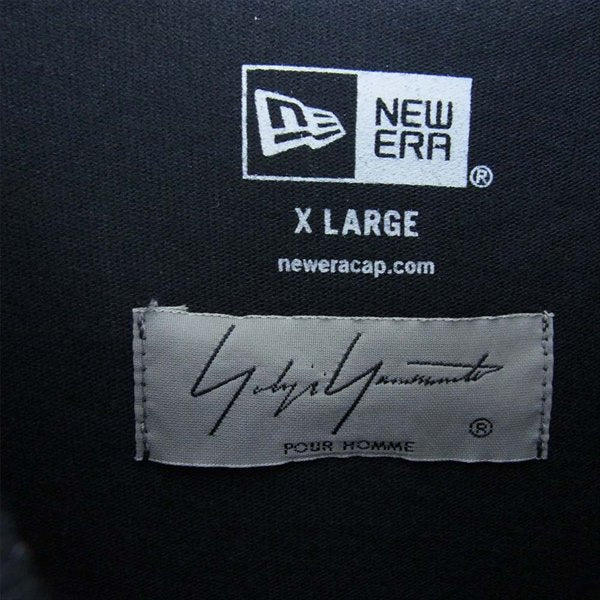 NEW
ERA
®
X LARGE
neweracap.com
Yohji Yamamoto
®
POUR HOMME